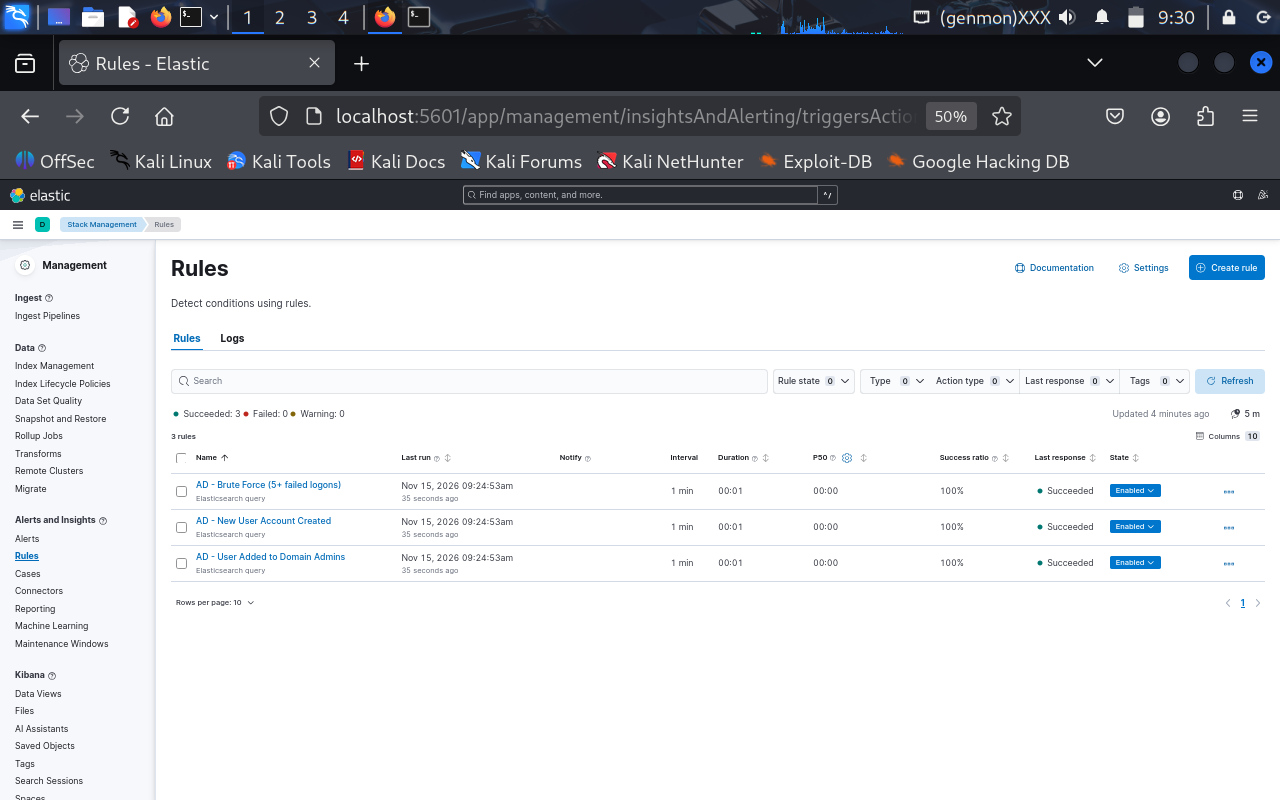 1 2 3 4 (genmon)XXX 9:30
Rules - Elastic
localhost:5601/app/management/insightsAndAlerting/triggersActio 50%
OffSec Kali Linux Kali Tools Kali Docs Kali Forums Kali NetHunter Exploit-DB Google Hacking DB
elastic Find apps, content, and more. ^/
D Stack Management Rules
Management
Ingest
Ingest Pipelines
Data
Index Management
Index Lifecycle Policies
Data Set Quality
Snapshot and Restore
Rollup Jobs
Transforms
Remote Clusters
Migrate
Alerts and Insights
Alerts
Rules
Cases
Connectors
Reporting
Machine Learning
Maintenance Windows
Kibana
Data Views
Files
AI Assistants
Saved Objects
Tags
Search Sessions
Spaces
Rules Documentation Settings Create rule
Detect conditions using rules.
Rules Logs
Search Rule state 0 Type 0 Action type 0 Last response 0 Tags 0 Refresh
Succeeded: 3 Failed: 0 Warning: 0 Updated 4 minutes ago 5 m
3 rules Columns 10
Name Last run Notify Interval Duration P50 Success ratio Last response State
AD - Brute Force (5+ failed logons) Nov 15, 2026 09:24:53am 1 min 00:01 00:00 100% Succeeded Enabled
Elasticsearch query 35 seconds ago
AD - New User Account Created Nov 15, 2026 09:24:53am 1 min 00:01 00:00 100% Succeeded Enabled
Elasticsearch query 35 seconds ago
AD - User Added to Domain Admins Nov 15, 2026 09:24:53am 1 min 00:01 00:00 100% Succeeded Enabled
Elasticsearch query 35 seconds ago
Rows per page: 10 1